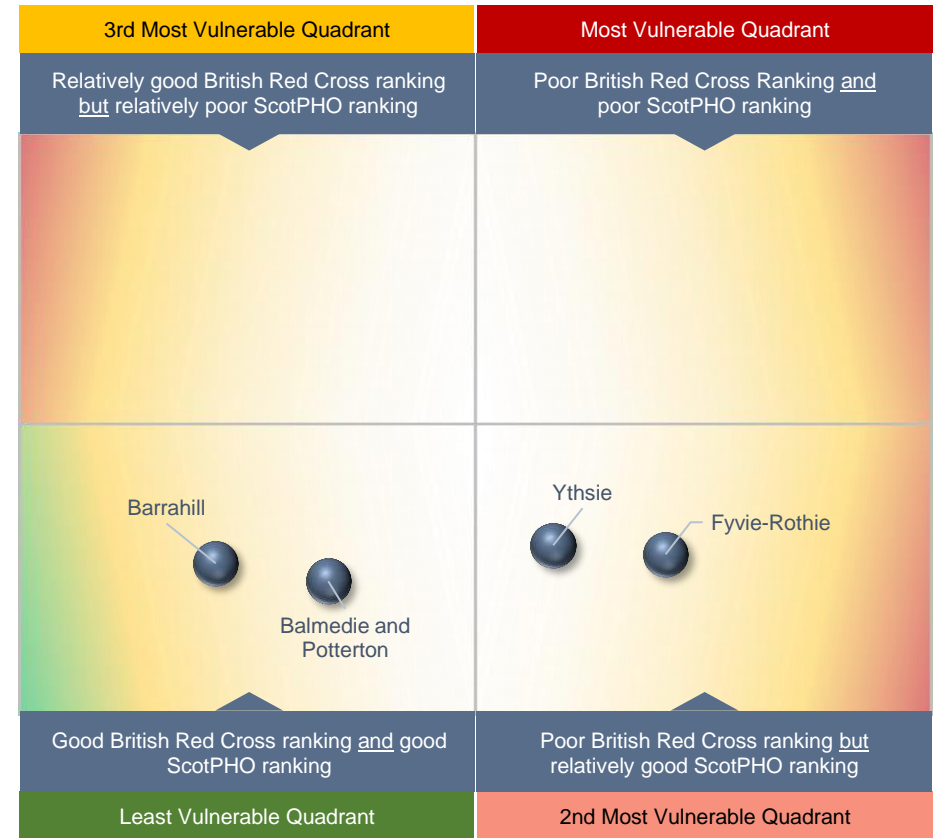 3rd Most Vulnerable Quadrant
Most Vulnerable Quadrant
Relatively good British Red Cross ranking
but relatively poor ScotPHO ranking
Poor British Red Cross Ranking and
poor ScotPHO ranking
Barrahill
Balmedie and
Potterton
Ythsie
Fyvie-Rothie
Good British Red Cross ranking and good
ScotPHO ranking
Poor British Red Cross ranking but
relatively good ScotPHO ranking
Least Vulnerable Quadrant
2nd Most Vulnerable Quadrant